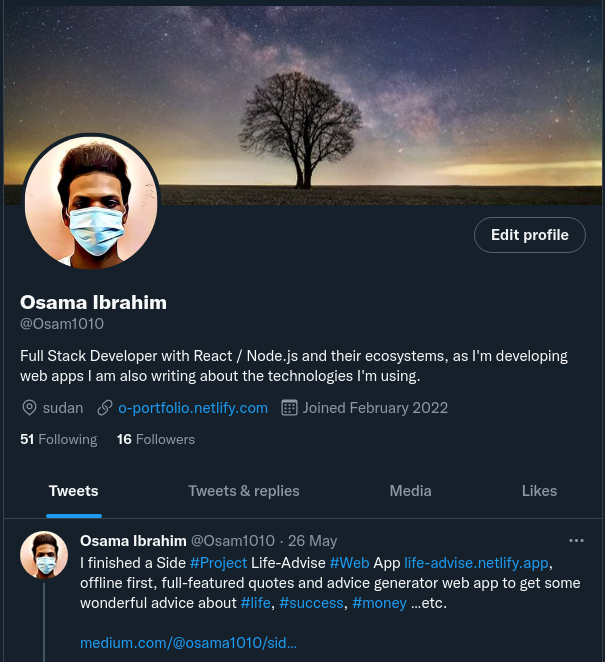 Edit profile
Osama Ibrahim
@Osam1010
Full Stack Developer with React / Node.js and their ecosystems, as I'm developing
web apps I am also writing about the technologies I'm using.
sudan o-portfolio.netlify.com Joined February 2022
51 Following 16 Followers
Tweets Tweets & replies Media Likes
Osama Ibrahim @Osam1010 · 26 May
I finished a Side #Project Life-Advise #Web App life-advise.netlify.app,
offline first, full-featured quotes and advice generator web app to get some
wonderful advice about #life, #success, #money ...etc.
medium.com/@osama1010/sid...